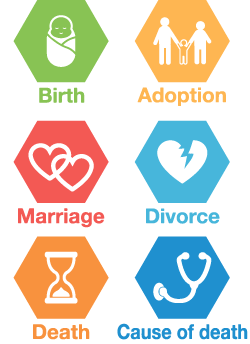 Birth
Adoption
Marriage
Divorce
Death
Cause of death